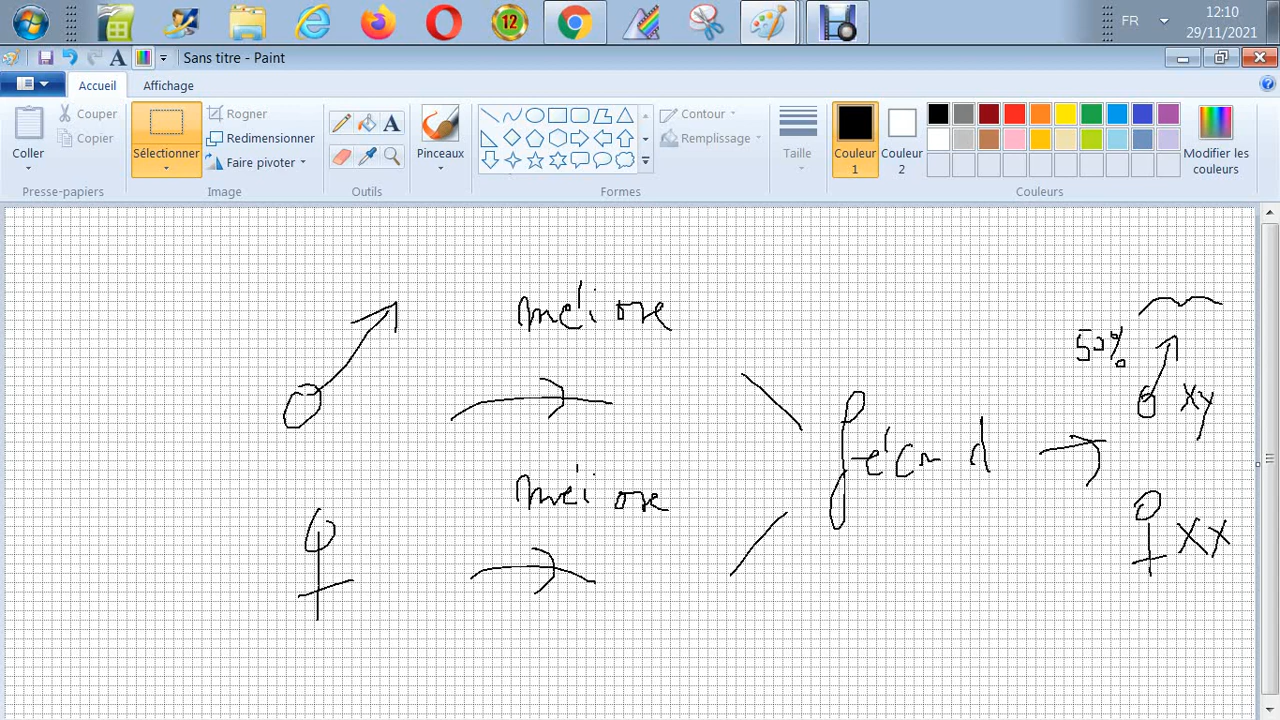 12
FR
12:10
29/11/2021
Sans titre - Paint
Accueil
Affichage
Coller
Couper
Copier
Presse-papiers
Sélectionner
Rogner
Redimensionner
Faire pivoter
Image
A
Outils
Pinceaux
Contour
Remplissage
Formes
Taille
Couleur
1
Couleur
2
Modifier les
couleurs
Couleurs
méiose
50%
XY
fécond
méiose
XX